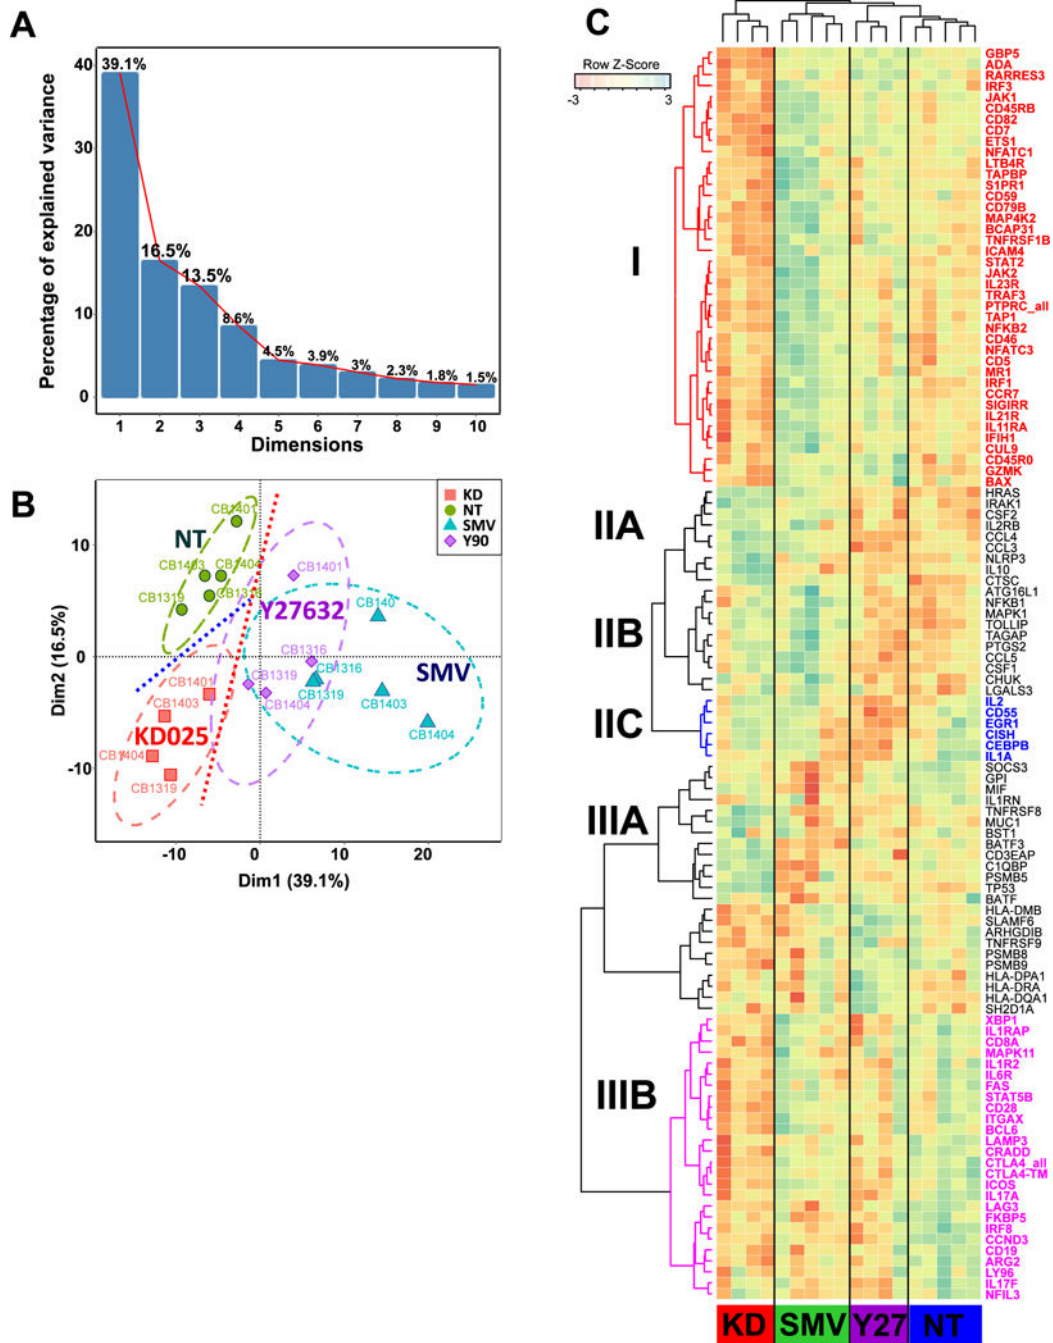 A
Percentage of explained variance
40
30
20
10
0
39.1%
16.5%
13.5%
8.6%
4.5%
3.9%
3%
2.3%
1.8%
1.5%
1 2 3 4 5 6 7 8 9 10
Dimensions
B
KD
NT
SMV
Y90
Dim2 (16.5%)
10
0
-10
CB1401
NT
CB1403
CB1404
CB1319
CB1316
CB1401
Y27632
CB140
CB1316
CB1316
CB1319
CB1319
CB1404
SMV
CB1403
CB1404
CB1401
CB1403
KD025
CB1404
CB1319
-10 0 10 20
Dim1 (39.1%)
C
Row Z-Score
-3 3
I
IIA
IIB
IIC
IIIA
IIIB
GBP5
ADA
RARRES3
IRF3
JAK1
CD45RB
CD82
CD7
ETS1
NFATC1
LTB4R
TAPBP
S1PR1
CD59
CD79B
MAP4K2
BCAP31
TNFRSF1B
ICAM4
STAT2
JAK2
IL23R
TRAF3
PTPRC_all
TAP1
NFKB2
CD46
NFATC3
CD5
MR1
IRF1
CCR7
SIGIRR
IL21R
IL11RA
IFIH1
CUL9
CD45R0
GZMK
BAX
HRAS
IRAK1
CSF2
IL2RB
CCL4
CCL3
NLRP3
IL10
CTSC
ATG16L1
NFKB1
MAPK1
TOLLIP
TAGAP
PTGS2
CCL5
CSF1
CHUK
LGALS3
IL2
CD55
EGR1
CISH
CEBPB
IL1A
SOCS3
GPI
MIF
IL1RN
TNFRSF8
MUC1
BST1
BATF3
CD3EAP
C1QBP
PSMB5
TP53
BATF
HLA-DMB
SLAMF6
ARHGDIB
TNFRSF9
PSMB8
PSMB9
HLA-DPA1
HLA-DRA
HLA-DQA1
SH2D1A
XBP1
IL1RAP
CD8A
MAPK11
IL1R2
IL6R
FAS
STAT5B
CD28
ITGAX
BCL6
LAMP3
CRADD
CTLA4_all
CTLA4-TM
ICOS
IL17A
LAG3
FKBP5
IRF8
CCND3
CD19
ARG2
LY96
IL17F
NFIL3
KD SMV Y27 NT